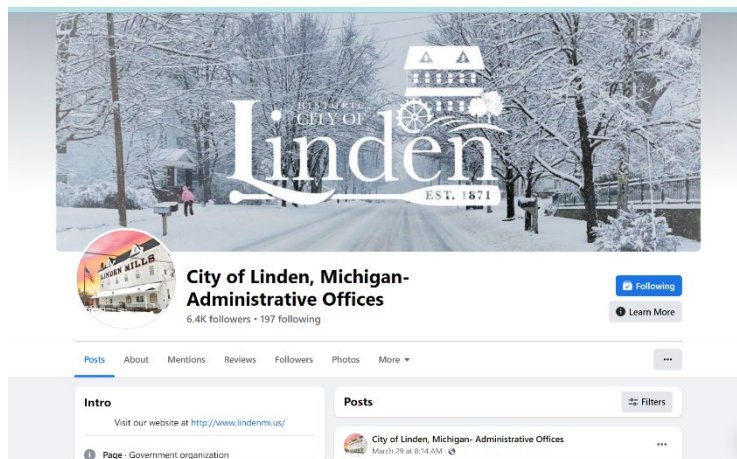 HISTORIC
CITY OF
Linden
EST. 1871
LINDEN MILLS
City of Linden, Michigan-
Administrative Offices
6.4K followers • 197 following
Following
Learn More
Posts About Mentions Reviews Followers Photos More
Intro
Visit our website at http://www.lindenmi.us/
Page · Government organization
Posts
Filters
City of Linden, Michigan- Administrative Offices
March 29 at 8:14 AM ·